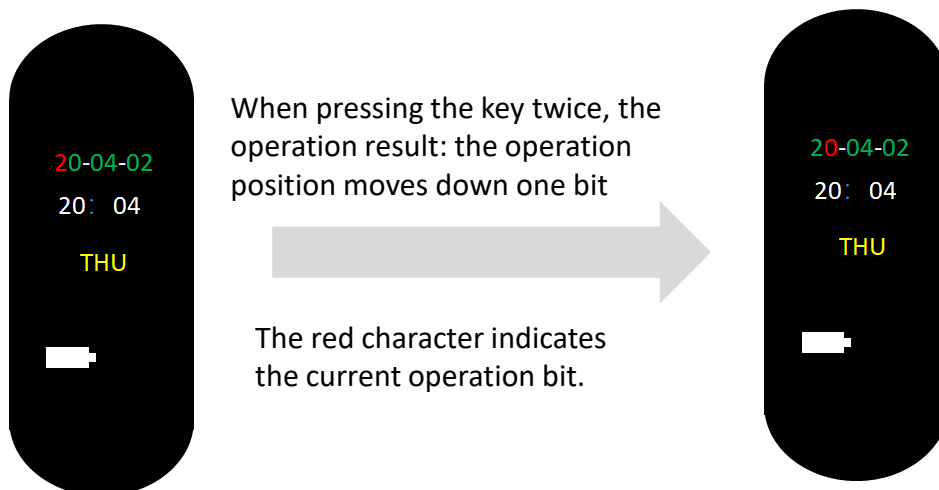 20-04-02
20: 04
THU
When pressing the key twice, the
operation result: the operation
position moves down one bit
The red character indicates
the current operation bit.
20-04-02
20: 04
THU